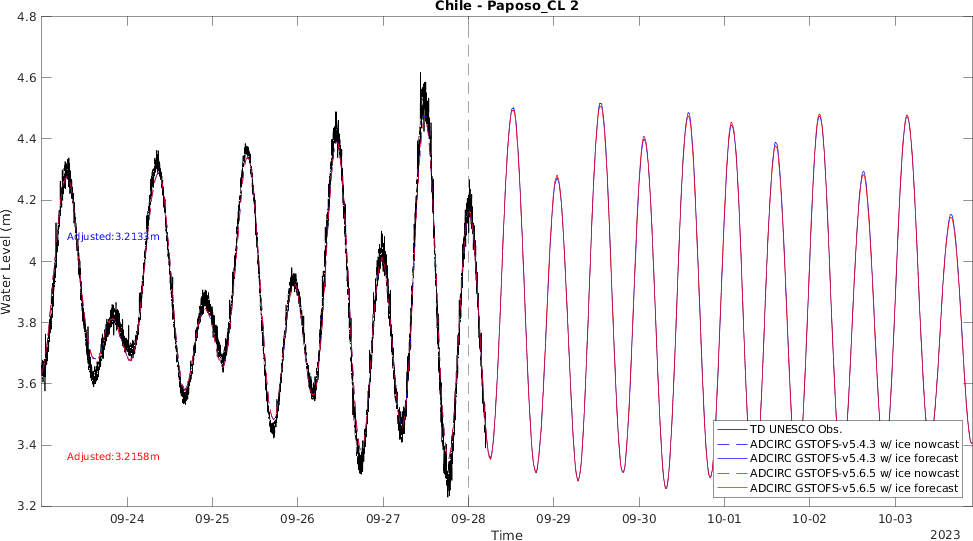 Chile - Paposo_CL 2
4.8
4.6
4.4
4.2
4
3.8
3.6
3.4
3.2
Water Level (m)
Adjusted:3.2133m
Adjusted:3.2158m
TD UNESCO Obs.
ADCIRC GSTOFS-v5.4.3 w/ ice nowcast
ADCIRC GSTOFS-v5.4.3 w/ ice forecast
ADCIRC GSTOFS-v5.6.5 w/ ice nowcast
ADCIRC GSTOFS-v5.6.5 w/ ice forecast
09-24 09-25 09-26 09-27 09-28 09-29 09-30 10-01 10-02 10-03
Time
2023